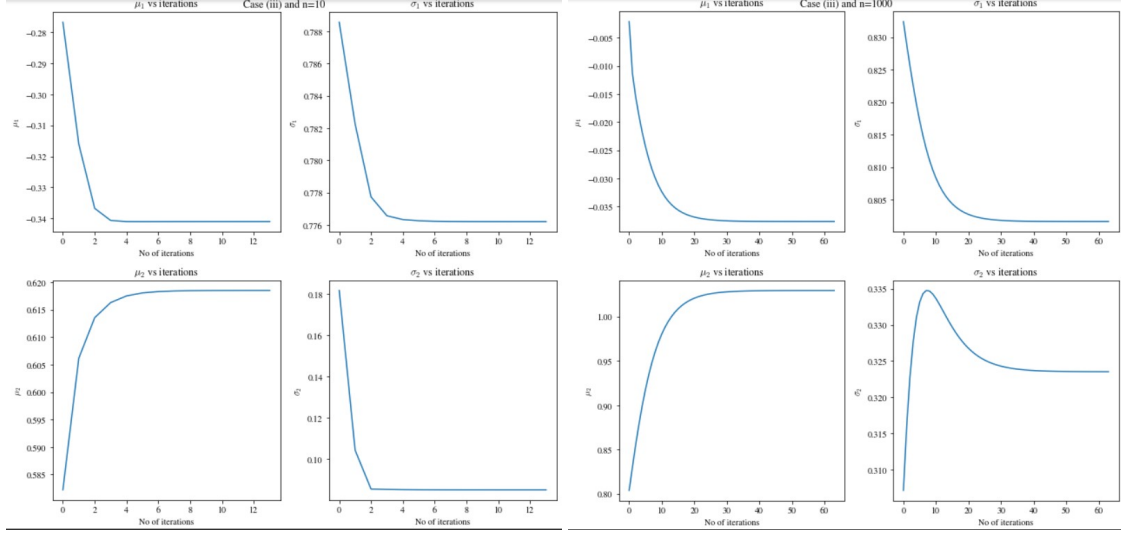 Case (iii) and n=10
μ₁ vs iterations
−0.28
−0.29
−0.30
−0.31
−0.32
−0.33
−0.34
μ₁
0 2 4 6 8 10 12
No of iterations
σ₁ vs iterations
0.788
0.786
0.784
0.782
0.780
0.778
0.776
σ₁
0 2 4 6 8 10 12
No of iterations
μ₂ vs iterations
0.620
0.615
0.610
0.605
0.600
0.595
0.590
0.585
μ₂
0 2 4 6 8 10 12
No of iterations
σ₂ vs iterations
0.18
0.16
0.14
0.12
0.10
σ₂
0 2 4 6 8 10 12
No of iterations
Case (iii) and n=1000
μ₁ vs iterations
−0.005
−0.010
−0.015
−0.020
−0.025
−0.030
−0.035
μ₁
0 10 20 30 40 50 60
No of iterations
σ₁ vs iterations
0.830
0.825
0.820
0.815
0.810
0.805
σ₁
0 10 20 30 40 50 60
No of iterations
μ₂ vs iterations
1.00
0.95
0.90
0.85
0.80
μ₂
0 10 20 30 40 50 60
No of iterations
σ₂ vs iterations
0.335
0.330
0.325
0.320
0.315
0.310
σ₂
0 10 20 30 40 50 60
No of iterations